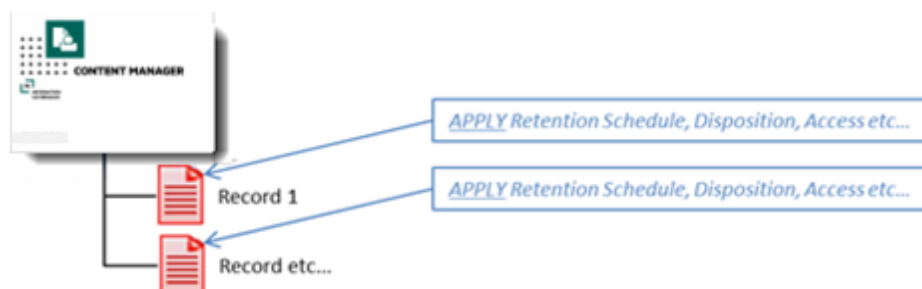 CONTENT MANAGER
APPLY Retention Schedule, Disposition, Access etc...
Record 1
APPLY Retention Schedule, Disposition, Access etc...
Record etc...